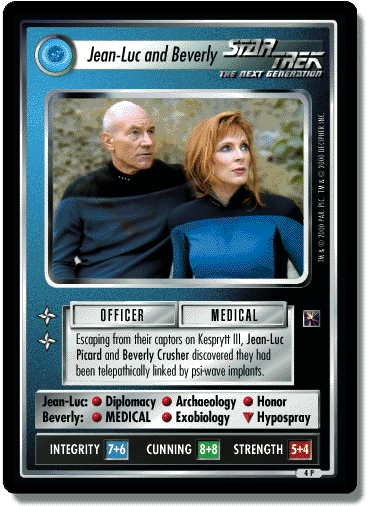 Jean-Luc and Beverly
STAR TREK
THE NEXT GENERATION
TM & © 2000 PAR. PIC. TM & © 2000 DECIPHER INC.
OFFICER MEDICAL
Escaping from their captors on Kesprytt III, Jean-Luc
Picard and Beverly Crusher discovered they had
been telepathically linked by psi-wave implants.
Jean-Luc: Diplomacy Archaeology Honor
Beverly: MEDICAL Exobiology Hypospray
INTEGRITY 7+6 CUNNING 8+8 STRENGTH 5+4
4 P